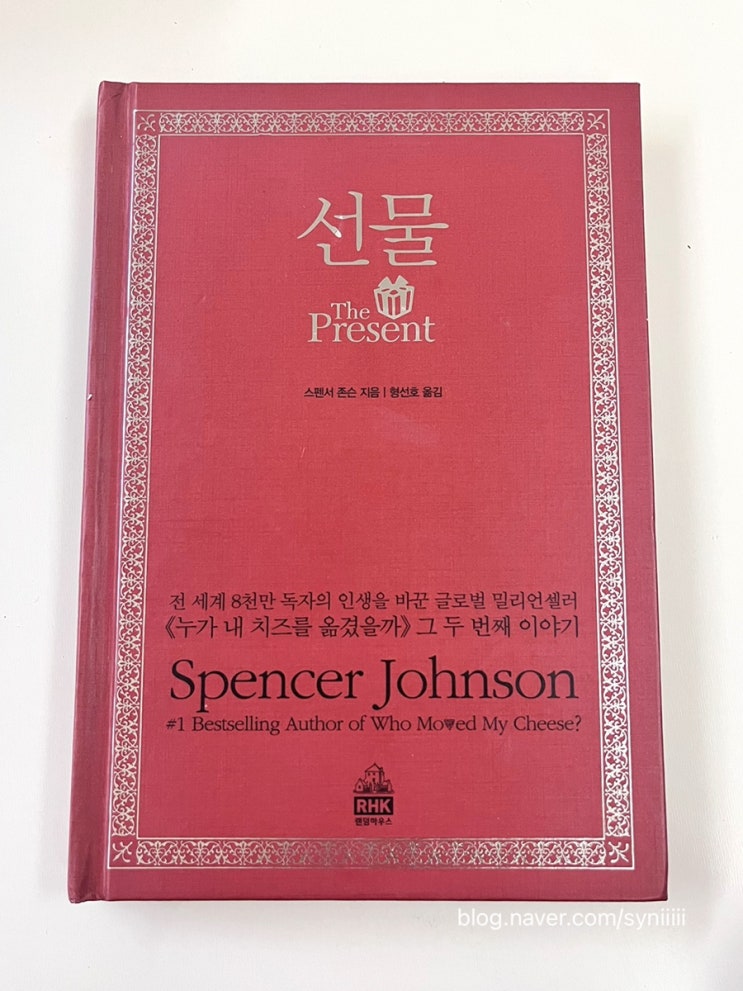 선물
The
Present
스펜서 존슨 지음 | 형선호 옮김
전 세계 8천만 독자의 인생을 바꾼 글로벌 밀리언셀러
《누가 내 치즈를 옮겼을까》 그 두 번째 이야기
Spencer Johnson
#1 Bestselling Author of Who Moved My Cheese?
RHK
랜덤하우스
blog.naver.com/syniiiii